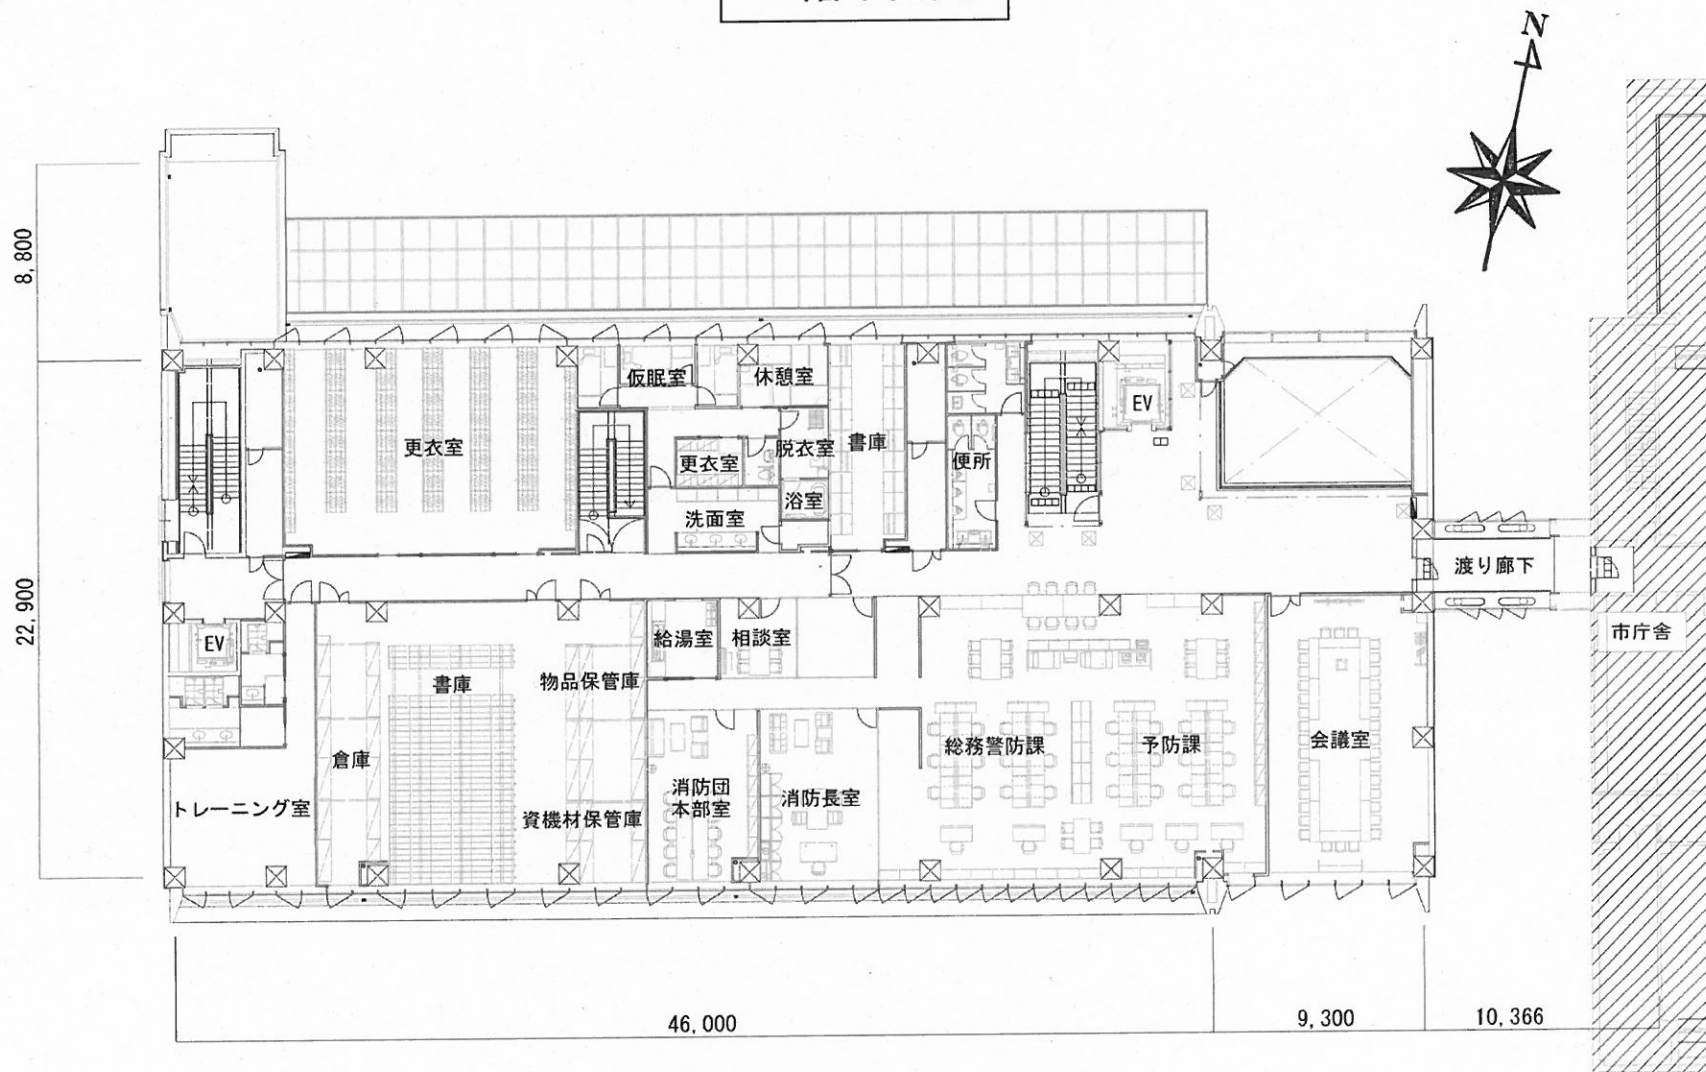 N
8,800
仮眠室
休憩室
EV
更衣室
更衣室
脱衣室
書庫
便所
浴室
洗面室
渡り廊下
22,900
EV
給湯室
相談室
市庁舎
書庫
物品保管庫
倉庫
総務警防課
予防課
会議室
消防団
本部室
消防長室
トレーニング室
資機材保管庫
46,000
9,300
10,366